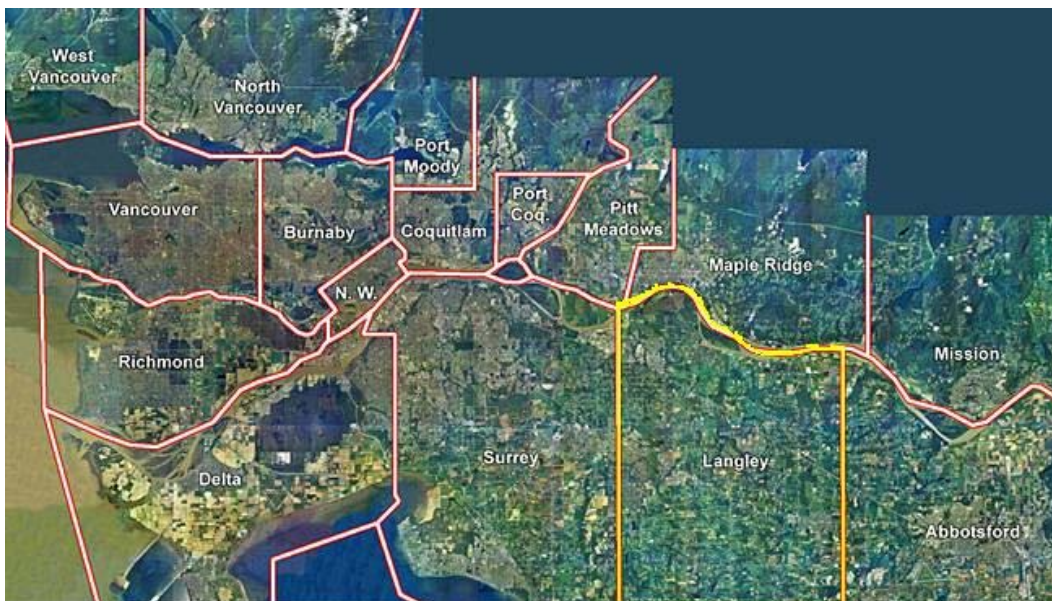 West
Vancouver
North
Vancouver
Port
Moody
Vancouver
Burnaby
Coquitlam
Port
Coq.
Pitt
Meadows
Maple Ridge
N. W.
Richmond
Mission
Surrey
Langley
Delta
Abbotsford